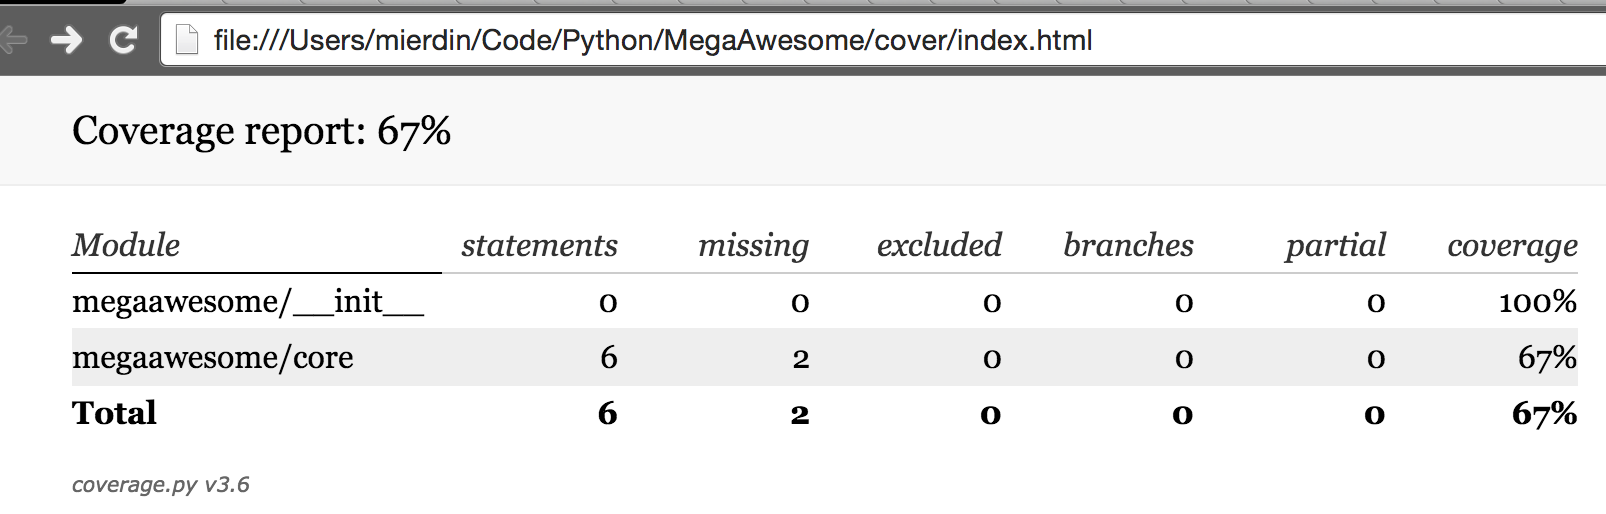 file:///Users/mierdin/Code/Python/MegaAwesome/cover/index.html
Coverage report: 67%
Module statements missing excluded branches partial coverage
megaawesome/__init__ 0 0 0 0 0 100%
megaawesome/core 6 2 0 0 0 67%
Total 6 2 0 0 0 67%
coverage.py v3.6